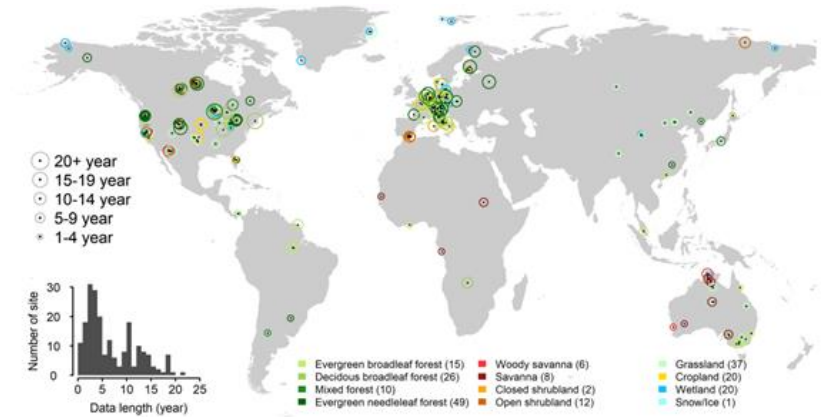 20+ year
15-19 year
10-14 year
5-9 year
1-4 year
Number of site
30
20
10
0
0 5 10 15 20 25
Data length (year)
Evergreen broadleaf forest (15)
Decidous broadleaf forest (26)
Mixed forest (10)
Evergreen needleleaf forest (49)
Woody savanna (6)
Savanna (8)
Closed shrubland (2)
Open shrubland (12)
Grassland (37)
Cropland (20)
Wetland (20)
Snow/Ice (1)